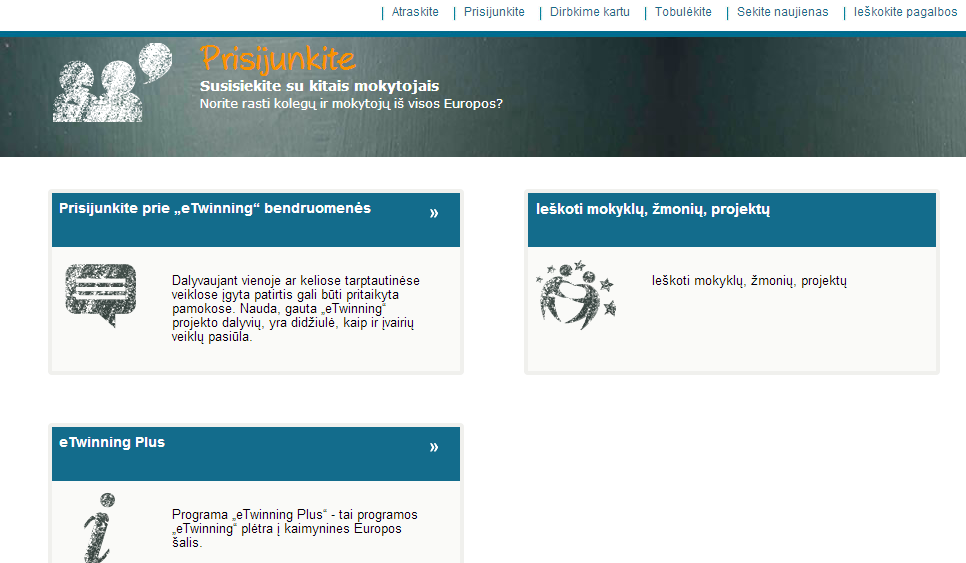 | Atraskite | Prisijunkite | Dirbkime kartu | Tobulėkite | Sekite naujienas | Ieškokite pagalbos
Prisijunkite
Susisiekite su kitais mokytojais
Norite rasti kolegų ir mokytojų iš visos Europos?
Prisijunkite prie „eTwinning“ bendruomenės »
Dalyvaujant vienoje ar keliose tarptautinėse
veiklose įgyta patirtis gali būti pritaikyta
pamokose. Nauda, gauta „eTwinning“
projekto dalyvių, yra didžiulė, kaip ir įvairių
veiklų pasiūla.
Ieškoti mokyklų, žmonių, projektų
Ieškoti mokyklų, žmonių, projektų
eTwinning Plus »
Programa „eTwinning Plus“ - tai programos
„eTwinning“ plėtra į kaimynines Europos
šalis.